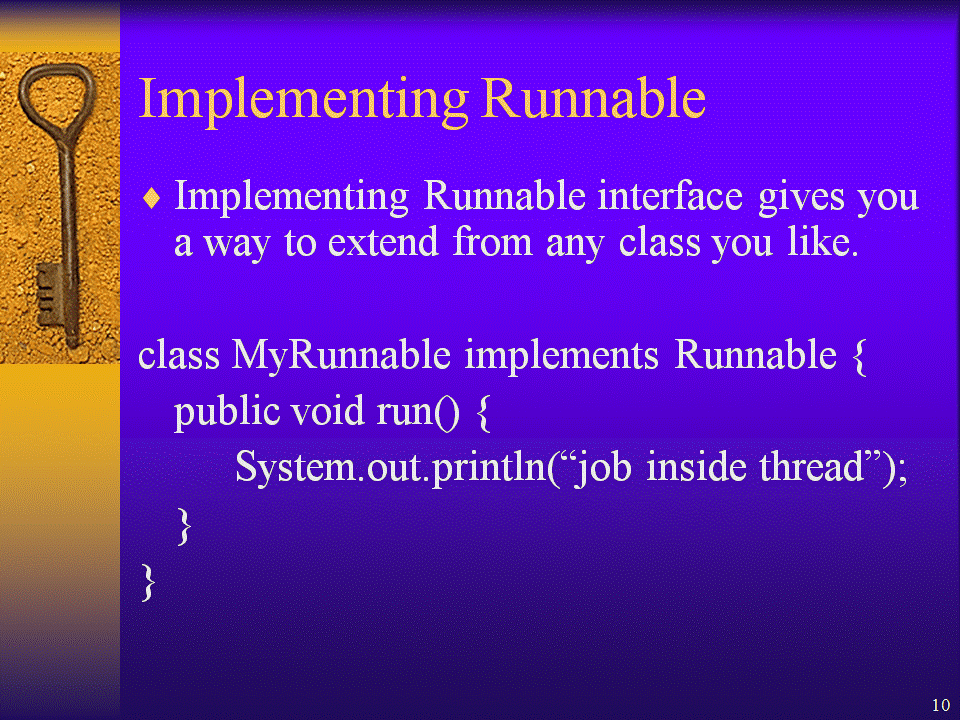 Implementing Runnable
♦ Implementing Runnable interface gives you
a way to extend from any class you like.
class MyRunnable implements Runnable {
public void run() {
System.out.println(“job inside thread”);
}
}
10